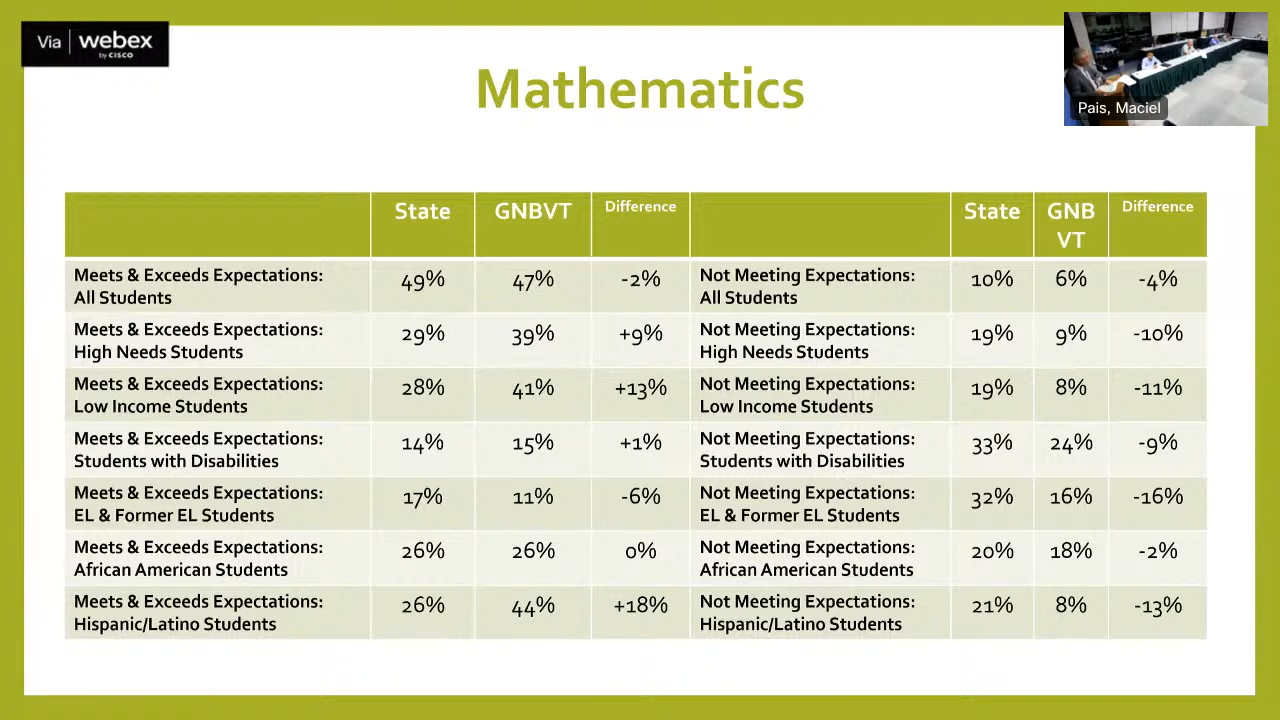 Via webex
by CISCO
Mathematics
Pais, Maciel
State GNBVT Difference State GNB Difference
VT
Meets & Exceeds Expectations: 49% 47% -2% Not Meeting Expectations: 10% 6% -4%
All Students All Students
Meets & Exceeds Expectations: 29% 39% +9% Not Meeting Expectations: 19% 9% -10%
High Needs Students High Needs Students
Meets & Exceeds Expectations: 28% 41% +13% Not Meeting Expectations: 19% 8% -11%
Low Income Students Low Income Students
Meets & Exceeds Expectations: 14% 15% +1% Not Meeting Expectations: 33% 24% -9%
Students with Disabilities Students with Disabilities
Meets & Exceeds Expectations: 17% 11% -6% Not Meeting Expectations: 32% 16% -16%
EL & Former EL Students EL & Former EL Students
Meets & Exceeds Expectations: 26% 26% 0% Not Meeting Expectations: 20% 18% -2%
African American Students African American Students
Meets & Exceeds Expectations: 26% 44% +18% Not Meeting Expectations: 21% 8% -13%
Hispanic/Latino Students Hispanic/Latino Students